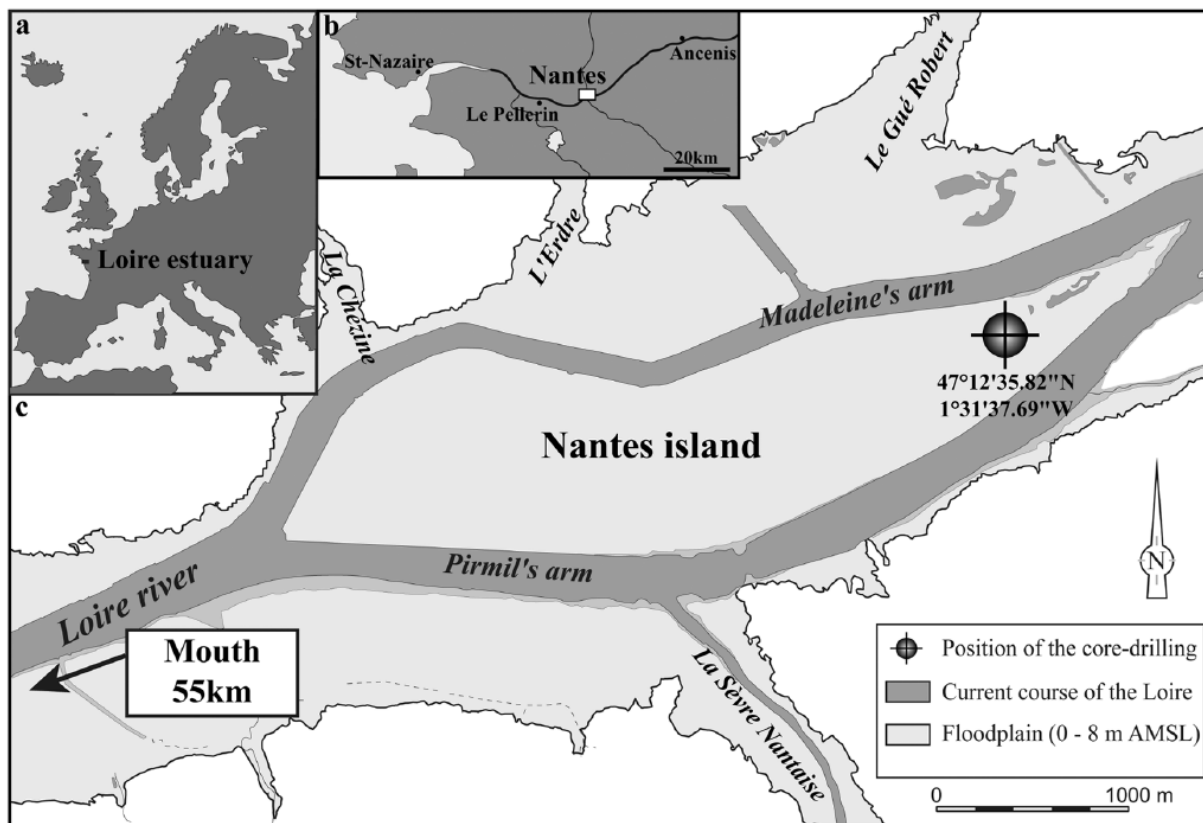 a
Loire estuary
b
St-Nazaire
Nantes
Ancenis
Le Pellerin
20km
c
Le Gué Robert
L'Erdre
La Chézine
Madeleine's arm
47°12'35.82"N
1°31'37.69"W
Nantes island
Pirmil's arm
Loire river
Mouth
55km
La Sèvre Nantaise
N
Position of the core-drilling
Current course of the Loire
Floodplain (0 - 8 m AMSL)
0 1000 m